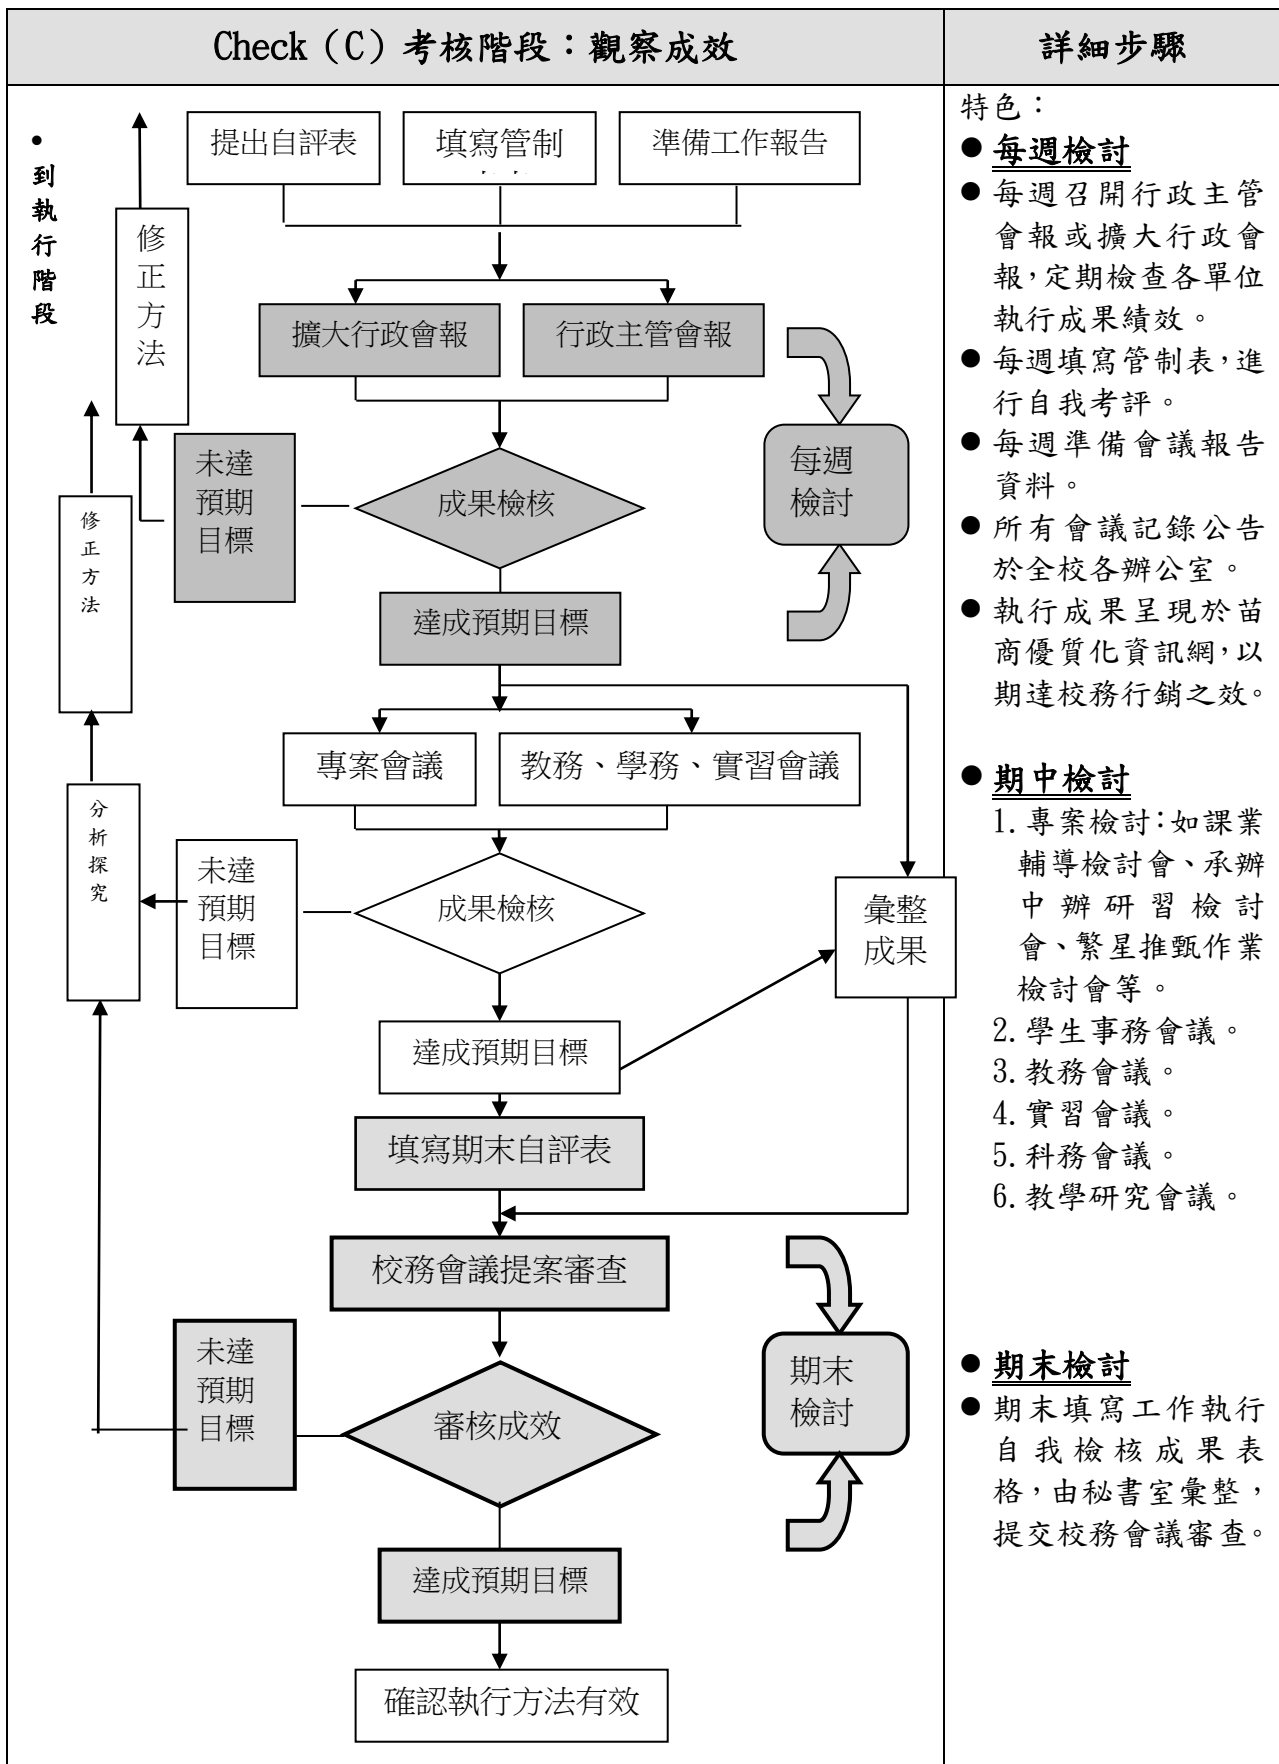 Check（C）考核階段：觀察成效
詳細步驟
● 到執行階段
修正方法
提出自評表
填寫管制
準備工作報告
擴大行政會報
行政主管會報
未達
預期
目標
成果檢核
每週
檢討
修正方法
達成預期目標
專案會議
教務、學務、實習會議
分析探究
未達
預期
目標
成果檢核
彙整
成果
達成預期目標
填寫期末自評表
校務會議提案審查
未達
預期
目標
審核成效
期末
檢討
達成預期目標
確認執行方法有效
特色：
● 每週檢討
● 每週召開行政主管
會報或擴大行政會
報，定期檢查各單位
執行成果績效。
● 每週填寫管制表，進
行自我考評。
● 每週準備會議報告
資料。
● 所有會議記錄公告
於全校各辦公室。
● 執行成果呈現於苗
商優質化資訊網，以
期達校務行銷之效。
● 期中檢討
1. 專案檢討：如課業
輔導檢討會、承辦
中辦研習檢討
會、繁星推甄作業
檢討會等。
2. 學生事務會議。
3. 教務會議。
4. 實習會議。
5. 科務會議。
6. 教學研究會議。
● 期末檢討
● 期末填寫工作執行
自我檢核成果表
格，由秘書室彙整，
提交校務會議審查。